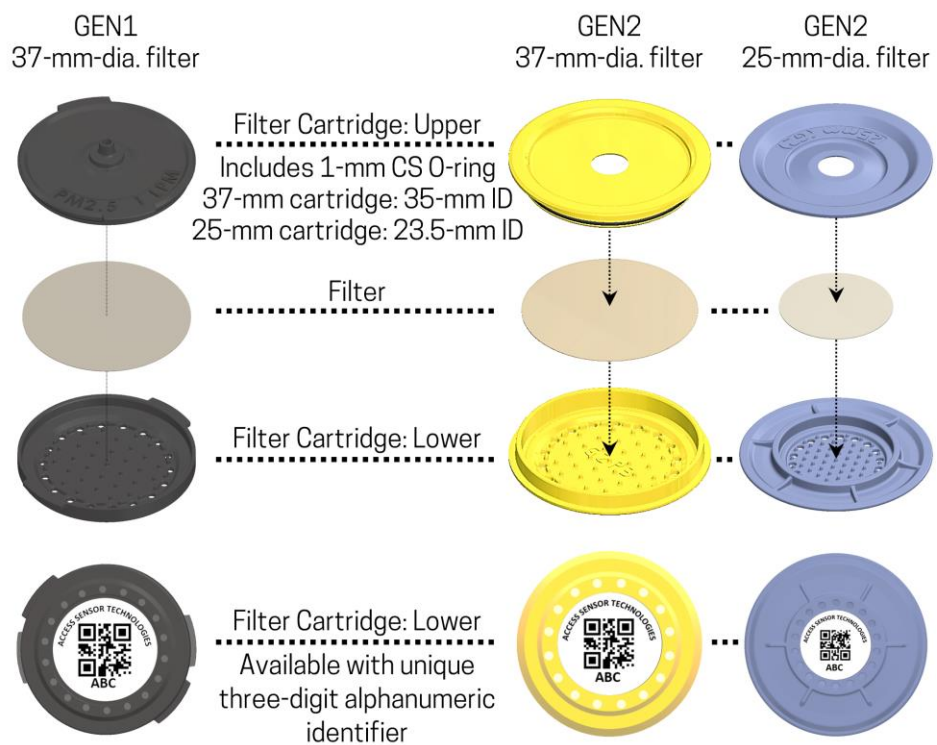 GEN1
37-mm-dia. filter
GEN2
37-mm-dia. filter
GEN2
25-mm-dia. filter
Filter Cartridge: Upper
Includes 1-mm CS O-ring
37-mm cartridge: 35-mm ID
25-mm cartridge: 23.5-mm ID
PM2.5 1 LPM
Filter
Filter Cartridge: Lower
Filter Cartridge: Lower
Available with unique
three-digit alphanumeric
identifier
ACCESS SENSOR TECHNOLOGIES
ABC
ACCESS SENSOR TECHNOLOGIES
ABC
ACCESS SENSOR TECHNOLOGIES
ABC